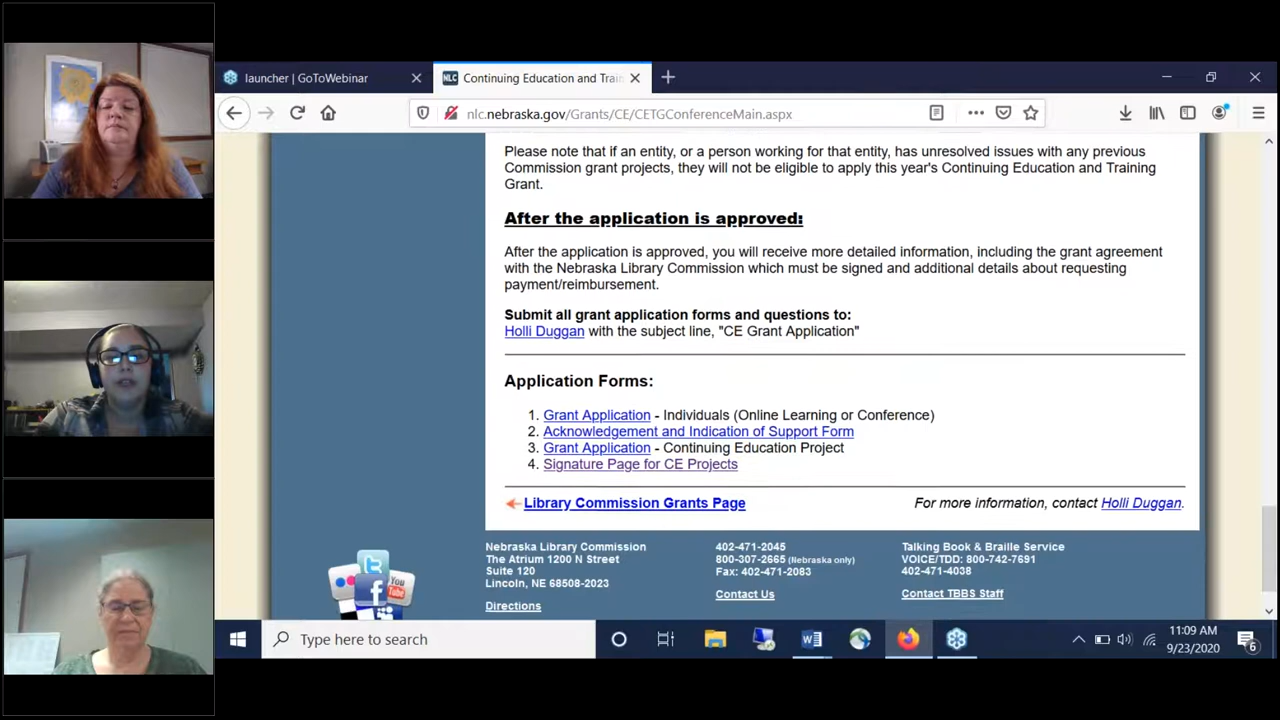 launcher | GoToWebinar
NLC Continuing Education and Train
nlc.nebraska.gov/Grants/CE/CETGConferenceMain.aspx
Please note that if an entity, or a person working for that entity, has unresolved issues with any previous
Commission grant projects, they will not be eligible to apply this year's Continuing Education and Training
Grant.
After the application is approved:
After the application is approved, you will receive more detailed information, including the grant agreement
with the Nebraska Library Commission which must be signed and additional details about requesting
payment/reimbursement.
Submit all grant application forms and questions to:
Holli Duggan with the subject line, "CE Grant Application"
Application Forms:
1. Grant Application - Individuals (Online Learning or Conference)
2. Acknowledgement and Indication of Support Form
3. Grant Application - Continuing Education Project
4. Signature Page for CE Projects
Library Commission Grants Page
For more information, contact Holli Duggan.
Nebraska Library Commission
The Atrium 1200 N Street
Suite 120
Lincoln, NE 68508-2023
Directions
402-471-2045
800-307-2665 (Nebraska only)
Fax: 402-471-2083
Contact Us
Talking Book & Braille Service
VOICE/TDD: 800-742-7691
402-471-4038
Contact TBBS Staff
You
Type here to search
11:09 AM
9/23/2020
6